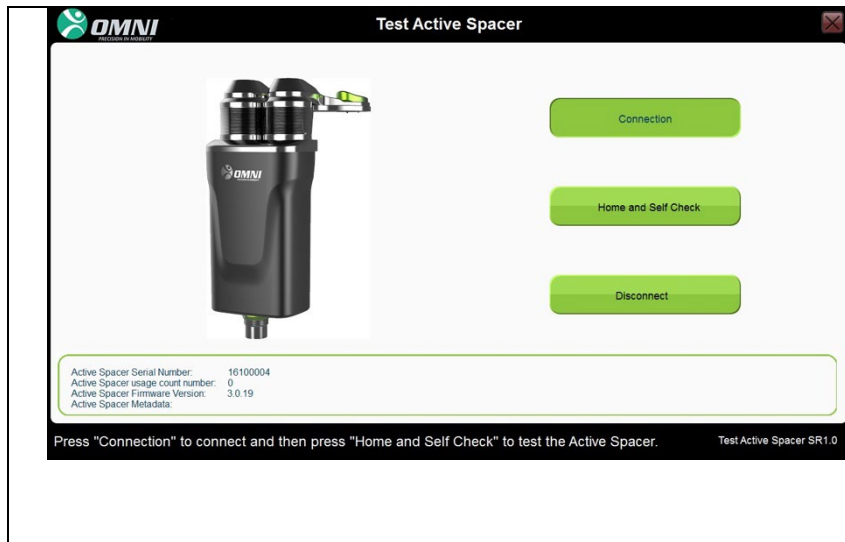 OMNI
PRECISION IN MOBILITY
Test Active Spacer
OMNI
Connection
Home and Self Check
Disconnect
Active Spacer Serial Number: 16100004
Active Spacer usage count number: 0
Active Spacer Firmware Version: 3.0.19
Active Spacer Metadata:
Press "Connection" to connect and then press "Home and Self Check" to test the Active Spacer.
Test Active Spacer SR1.0